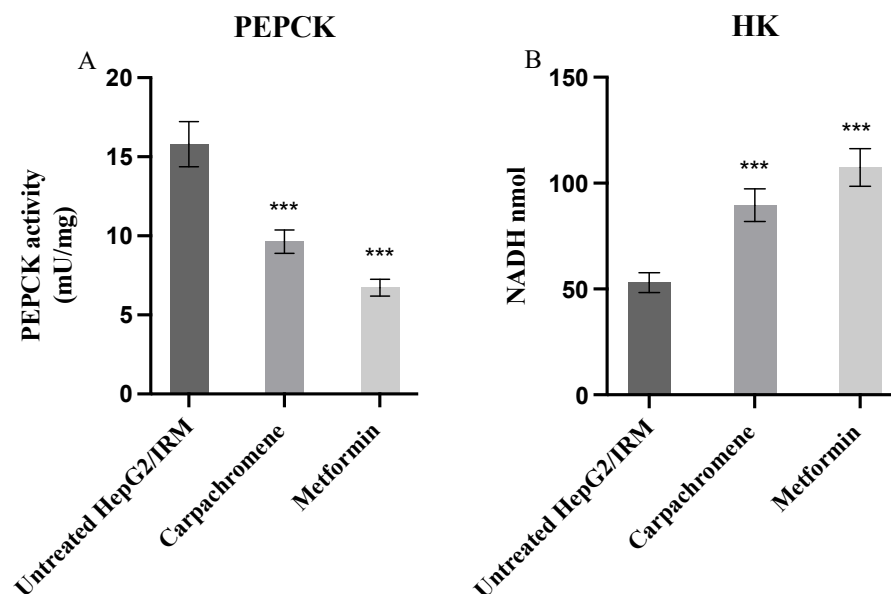 PEPCK
A
PEPCK activity
(mU/mg)
20
15
10
5
0
***
***
Untreated HepG2/IRM
Carpachromene
Metformin
HK
B
NADH nmol
150
100
50
0
***
***
Untreated HepG2/IRM
Carpachromene
Metformin